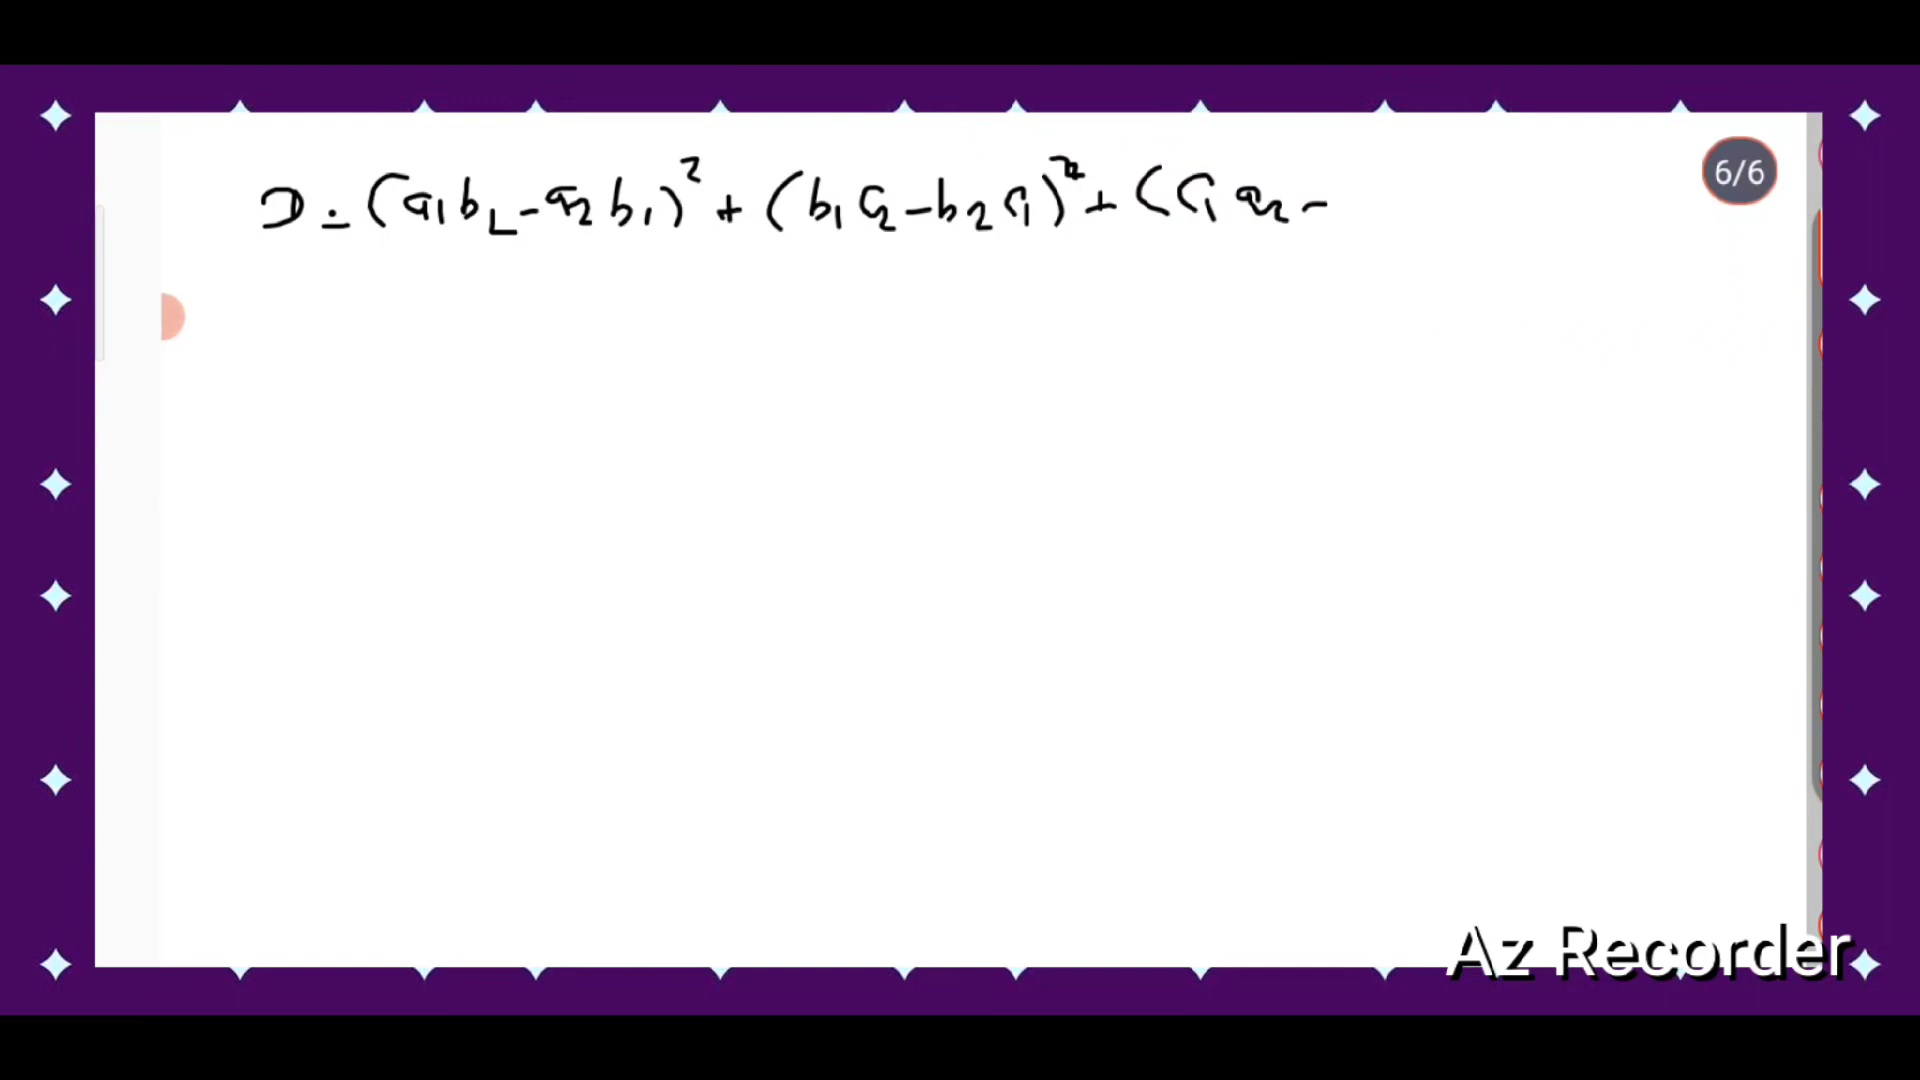 D = (a₁b₂ - a₂b₁)² + (b₁c₂ - b₂c₁)² + (c₁a₂ -
6/6
Az Recorder